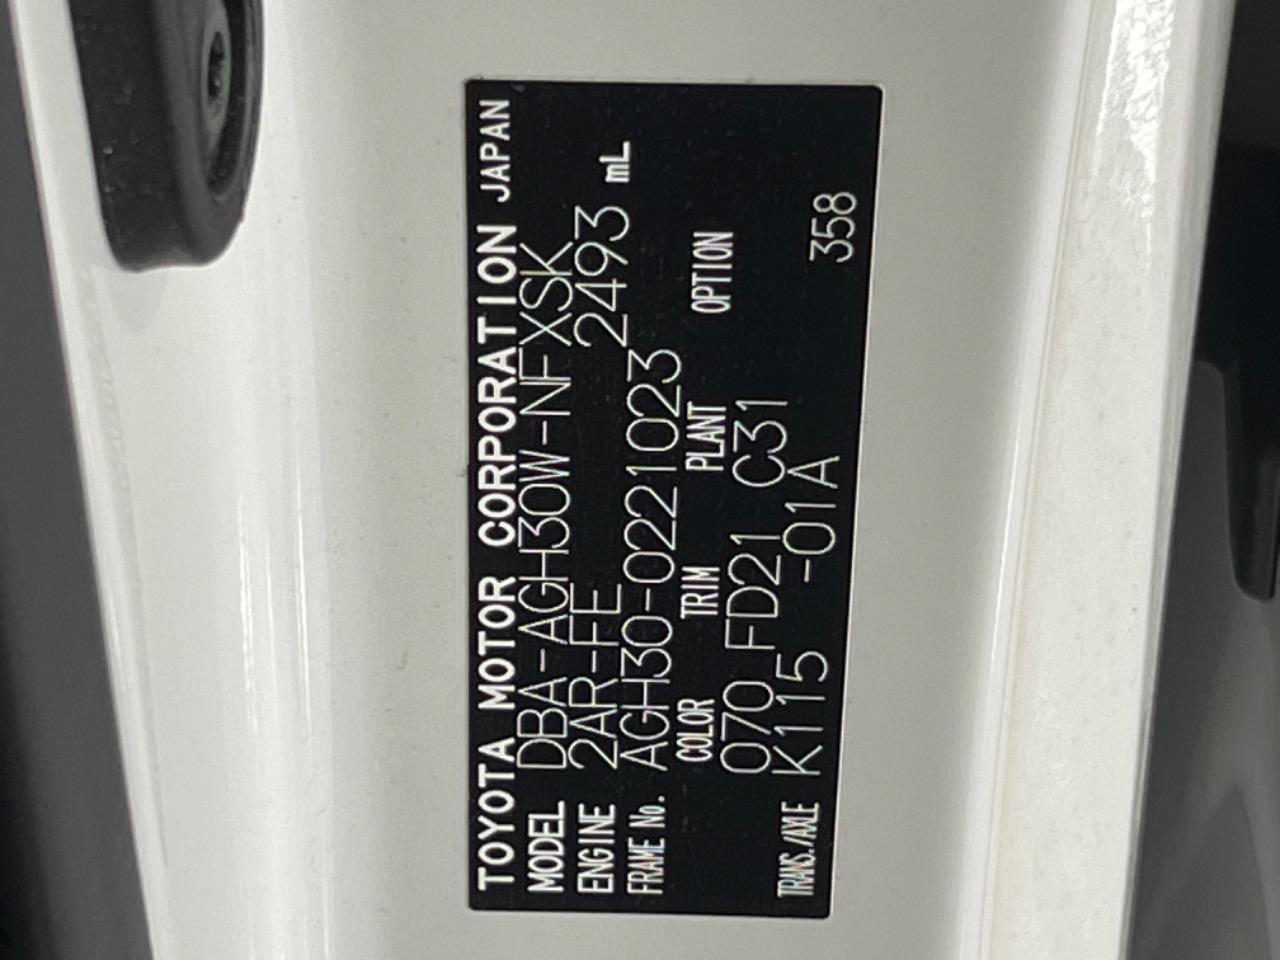 TOYOTA MOTOR CORPORATION JAPAN
MODEL DBA-AGH30W-NFXSK
ENGINE 2AR-FE 2493 mL
FRAME No. AGH30-0221023
COLOR TRIM PLANT OPTION
070 FD21 C31
TRANS./AXLE K115 -01A 358